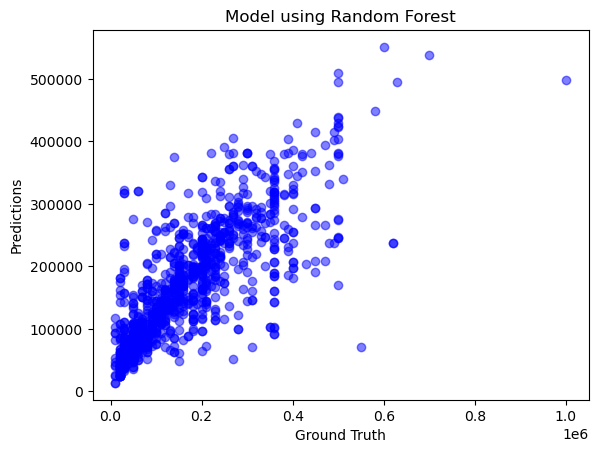 Model using Random Forest
500000
400000
300000
200000
100000
0
Predictions
0.0 0.2 0.4 0.6 0.8 1.0
1e6
Ground Truth